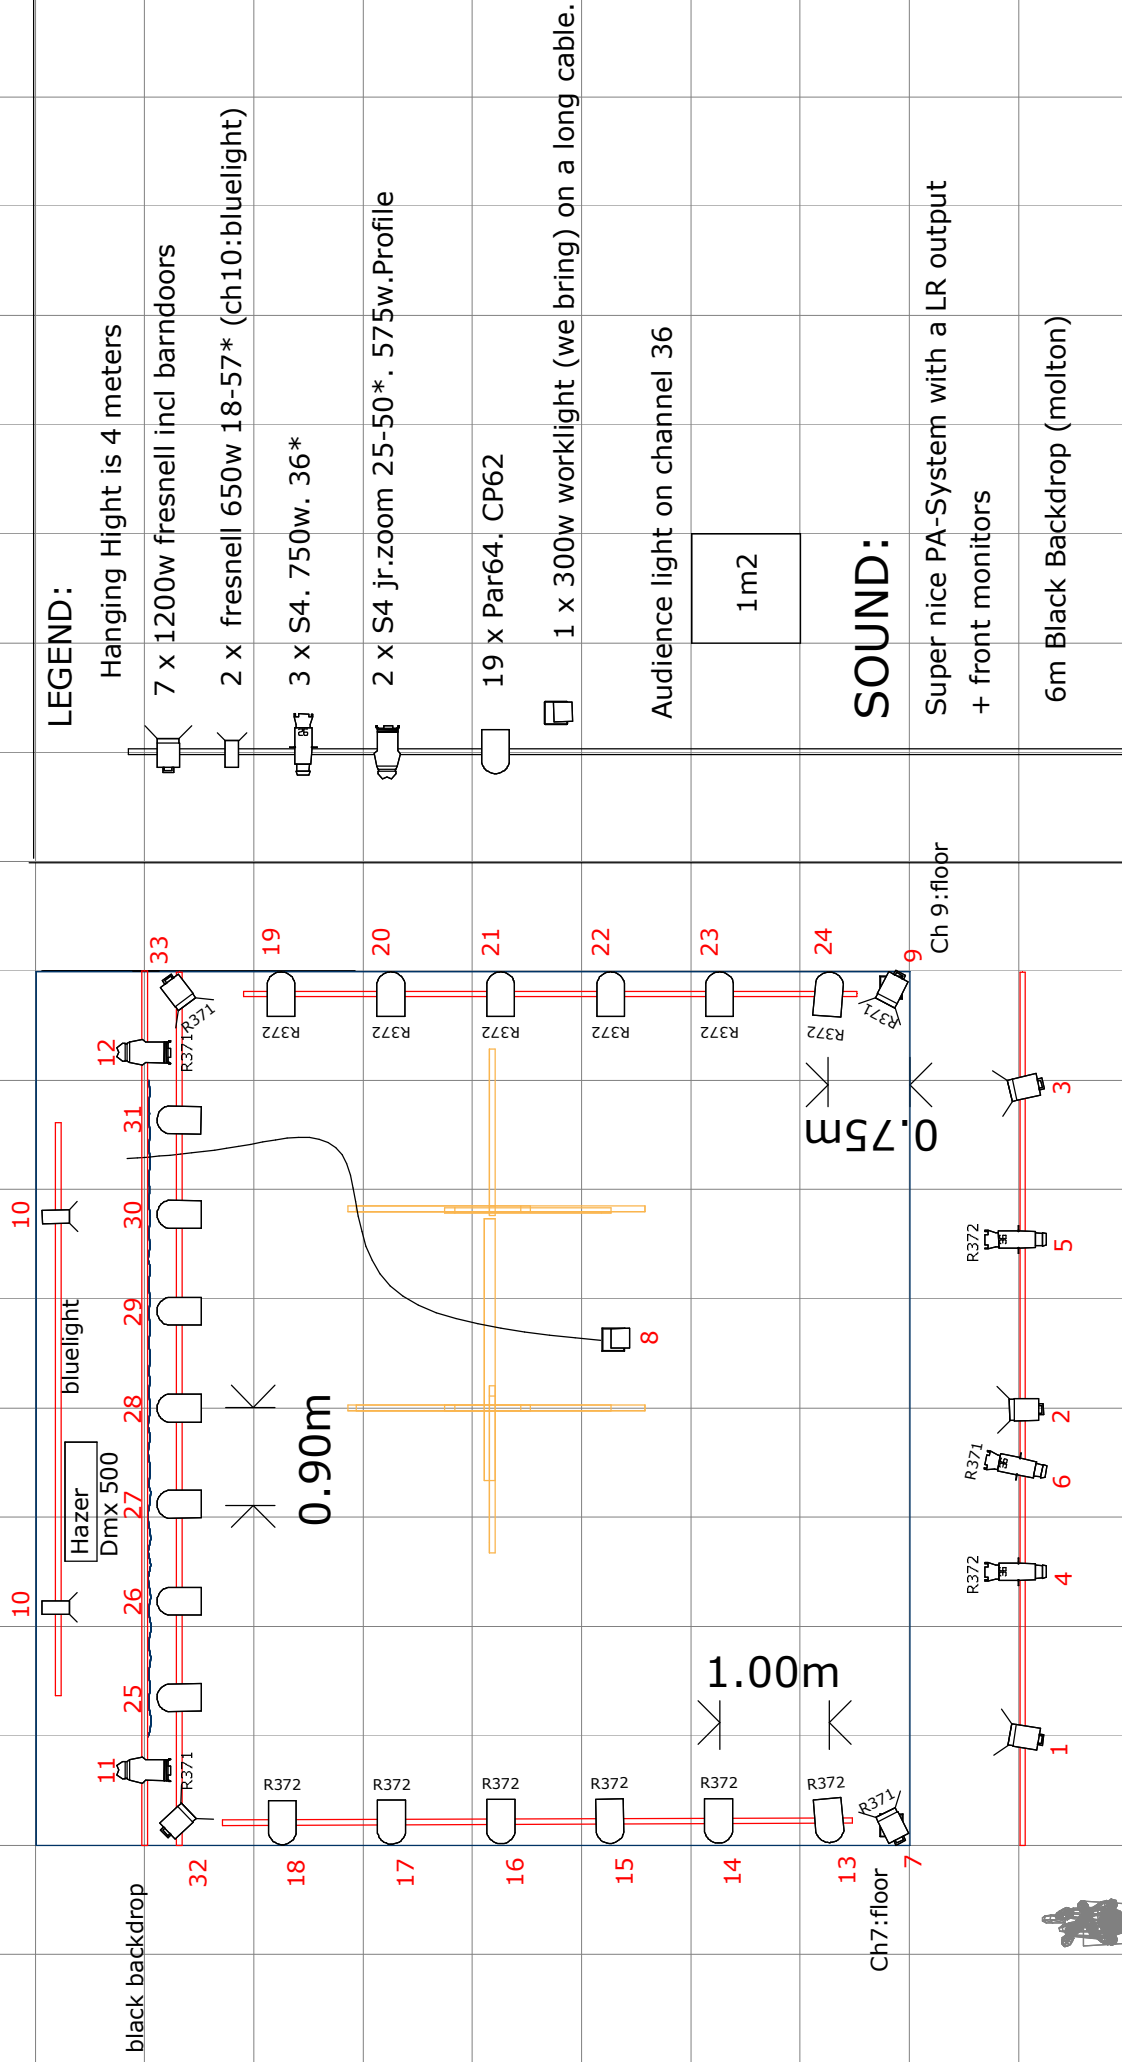 LEGEND:
Hanging Hight is 4 meters
7 x 1200w fresnell incl barndoors
2 x fresnell 650w 18-57* (ch10:bluelight)
3 x S4. 750w. 36*
36
2 x S4 jr.zoom 25-50*. 575w.Profile
19 x Par64. CP62
1 x 300w worklight (we bring) on a long cable.
Audience light on channel 36
1m2
SOUND:
Super nice PA-System with a LR output
+ front monitors
6m Black Backdrop (molton)
10
10
bluelight
Hazer
Dmx 500
black backdrop
11
25
26
27
28
29
30
31
12
33
32
R371
R371
R371
0.90m
18
R372
R372
19
17
R372
R372
20
16
R372
R372
21
15
R372
R372
22
8
14
R372
R372
23
1.00m
13
R372
R372
24
0.75m
Ch7:floor
7
R371
R371
9
Ch 9:floor
R372
R371
R372
36
36
36
1
4
6
2
5
3